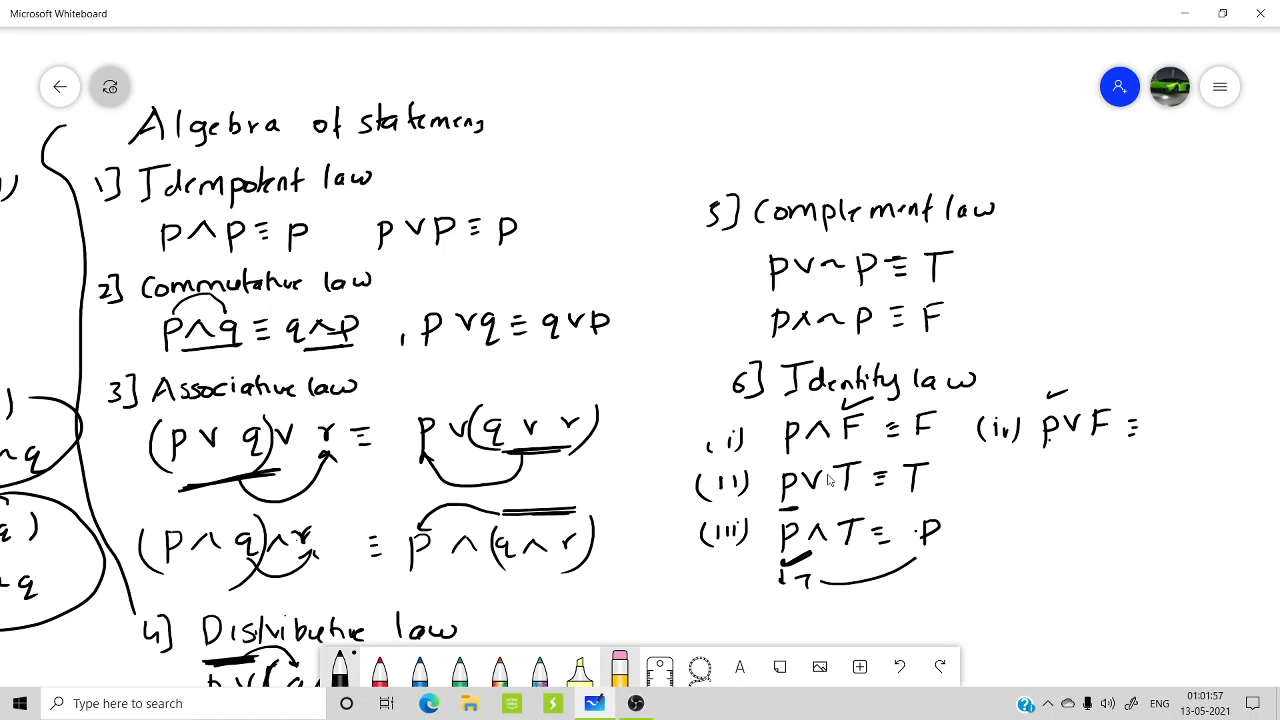 Microsoft Whiteboard
Algebra of statements
1] Idempotent law
p∧p≡p p∨p≡p
2] Commutative law
p∧q≡q∧p , p∨q≡q∨p
3] Associative law
(p∨q)∨r≡ p∨(q∨r)
(p∧q)∧r ≡ p∧(q∧r)
4] Distributive law
5] Complement law
p∨~p≡T
p∧~p≡F
6] Identity law
(i) p∧F≡F (iv) p∨F≡
(ii) p∨T≡T
(iii) p∧T≡p
)
)
~q
)
~q
Type here to search
ENG
01:01:57
13-05-2021